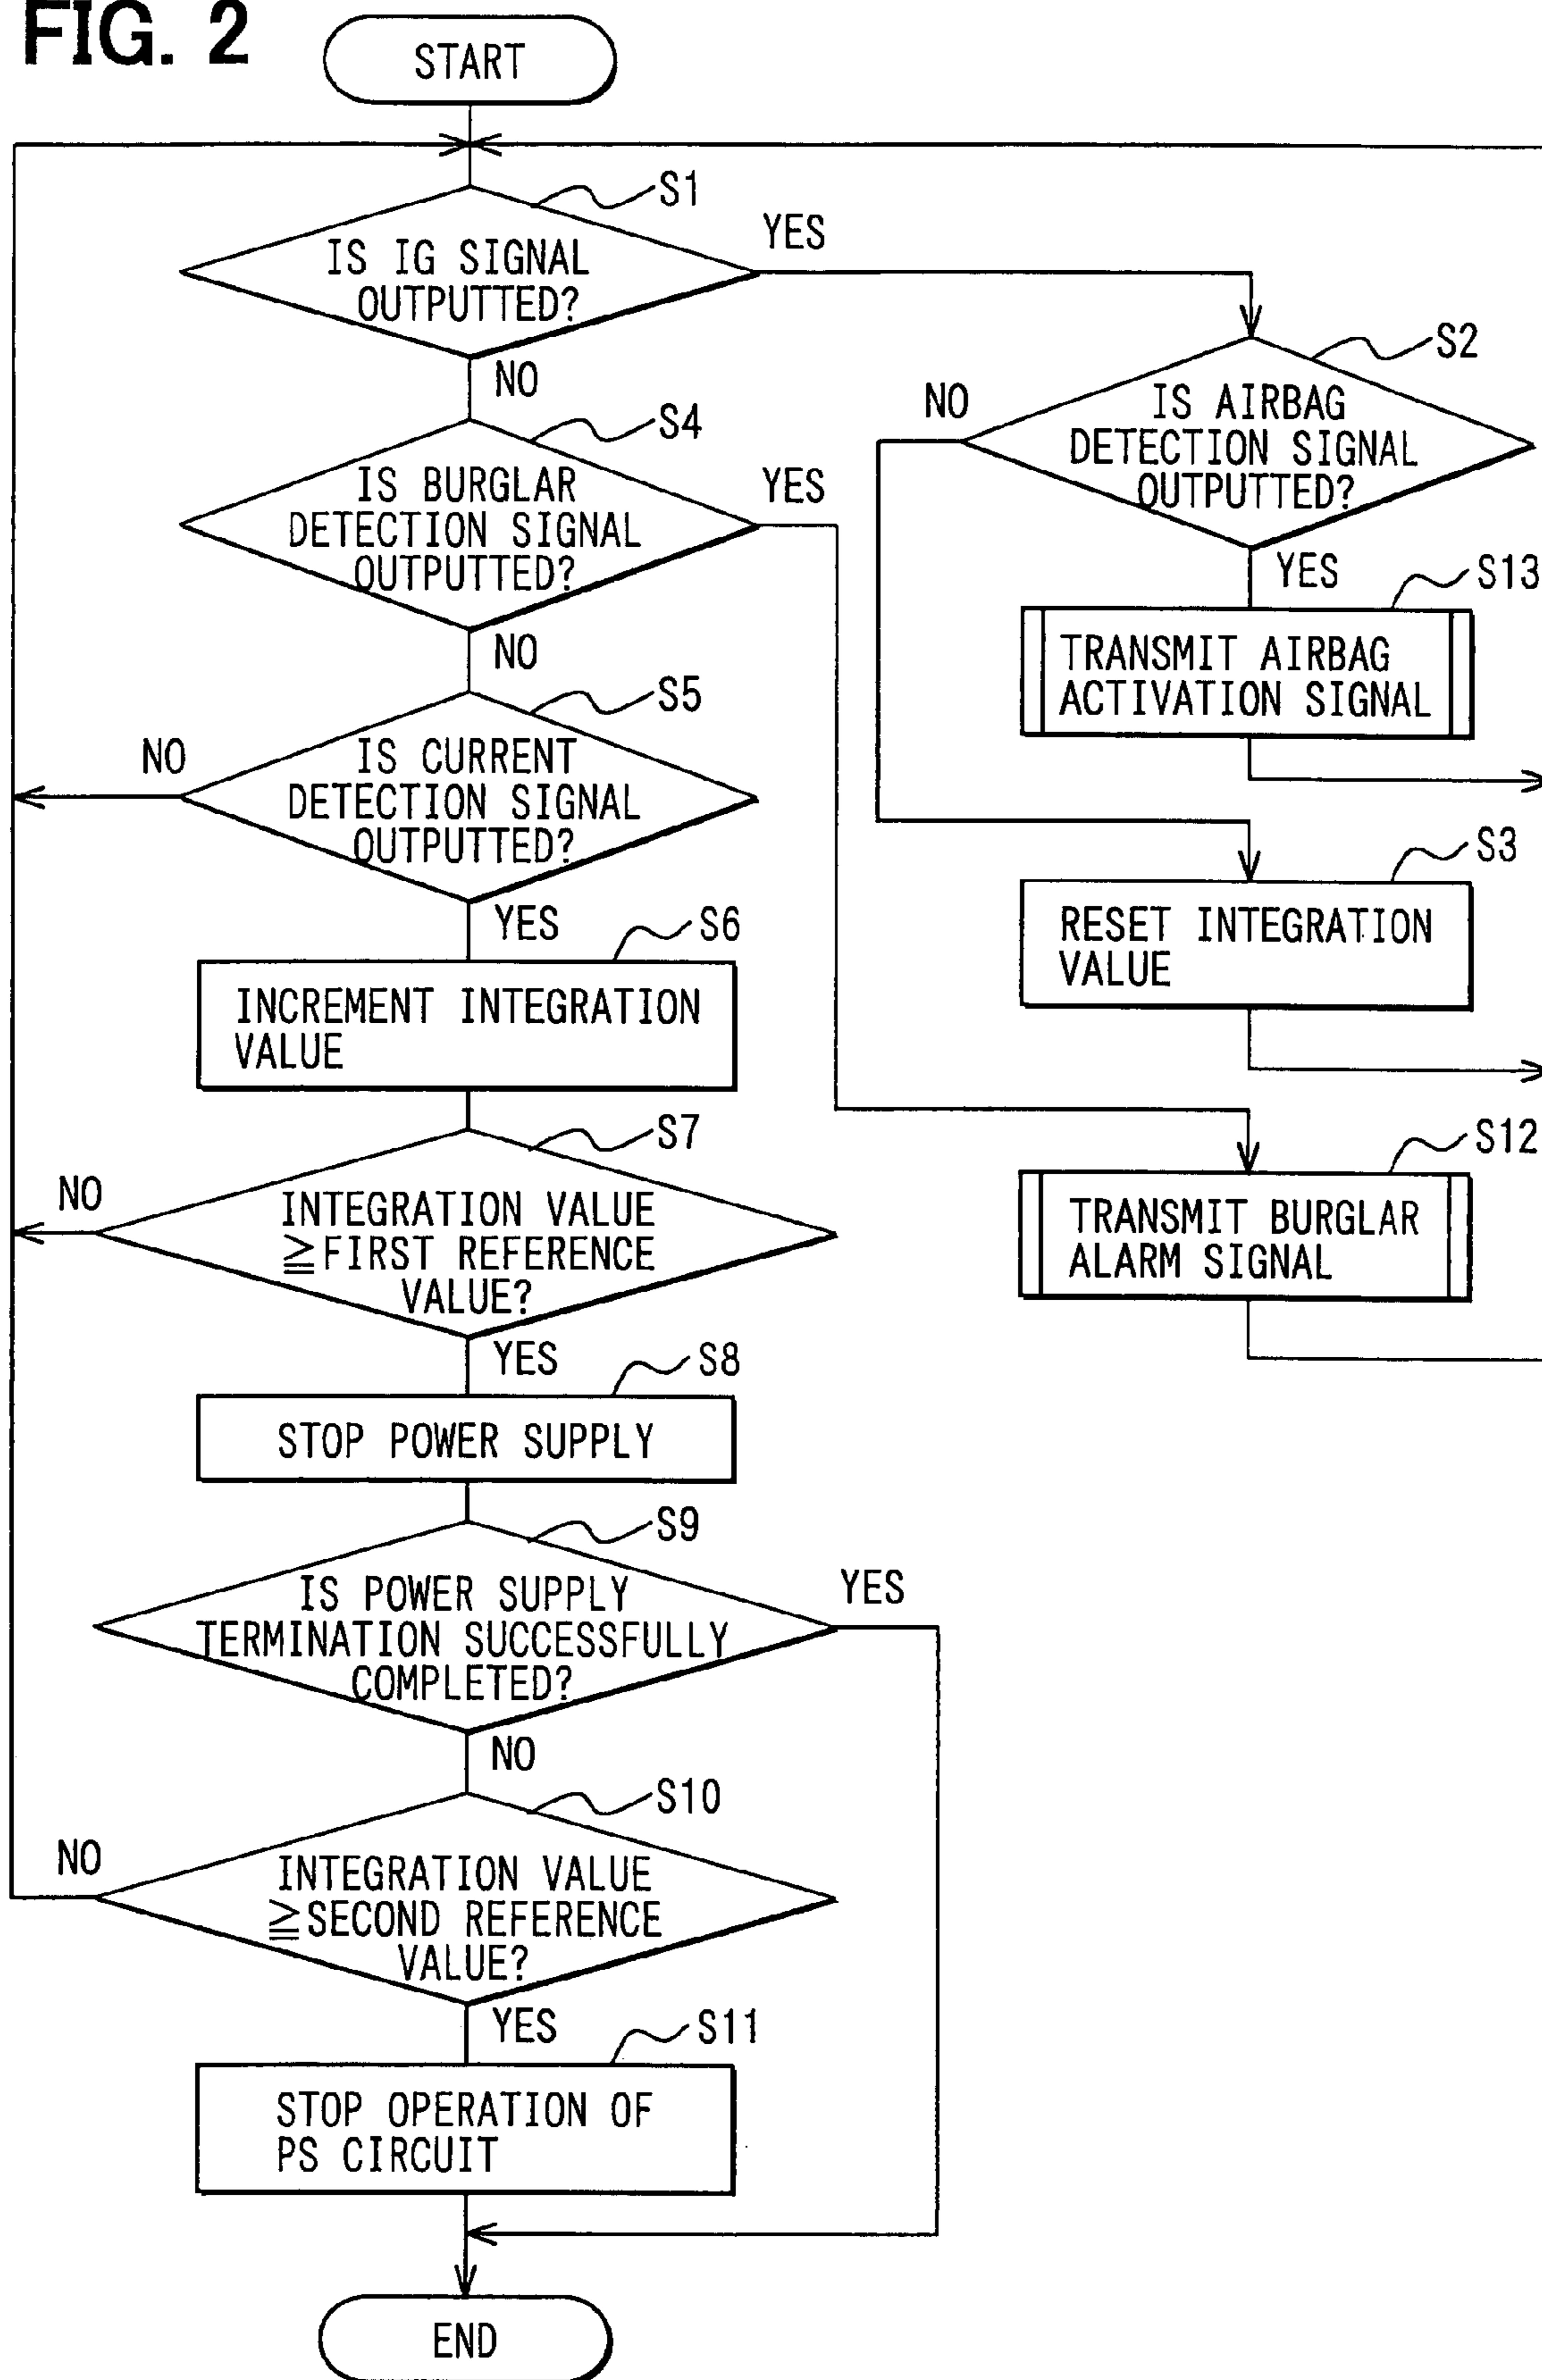 FIG. 2
START
S1
IS IG SIGNAL
OUTPUTTED?
YES
NO
S2
IS AIRBAG
DETECTION SIGNAL
OUTPUTTED?
NO
YES
S4
IS BURGLAR
DETECTION SIGNAL
OUTPUTTED?
YES
NO
S13
TRANSMIT AIRBAG
ACTIVATION SIGNAL
S5
IS CURRENT
DETECTION SIGNAL
OUTPUTTED?
NO
YES
S3
RESET INTEGRATION
VALUE
S6
INCREMENT INTEGRATION
VALUE
S7
INTEGRATION VALUE
≧FIRST REFERENCE
VALUE?
NO
YES
S12
TRANSMIT BURGLAR
ALARM SIGNAL
S8
STOP POWER SUPPLY
S9
IS POWER SUPPLY
TERMINATION SUCCESSFULLY
COMPLETED?
YES
NO
S10
INTEGRATION VALUE
≧SECOND REFERENCE
VALUE?
NO
YES
S11
STOP OPERATION OF
PS CIRCUIT
END